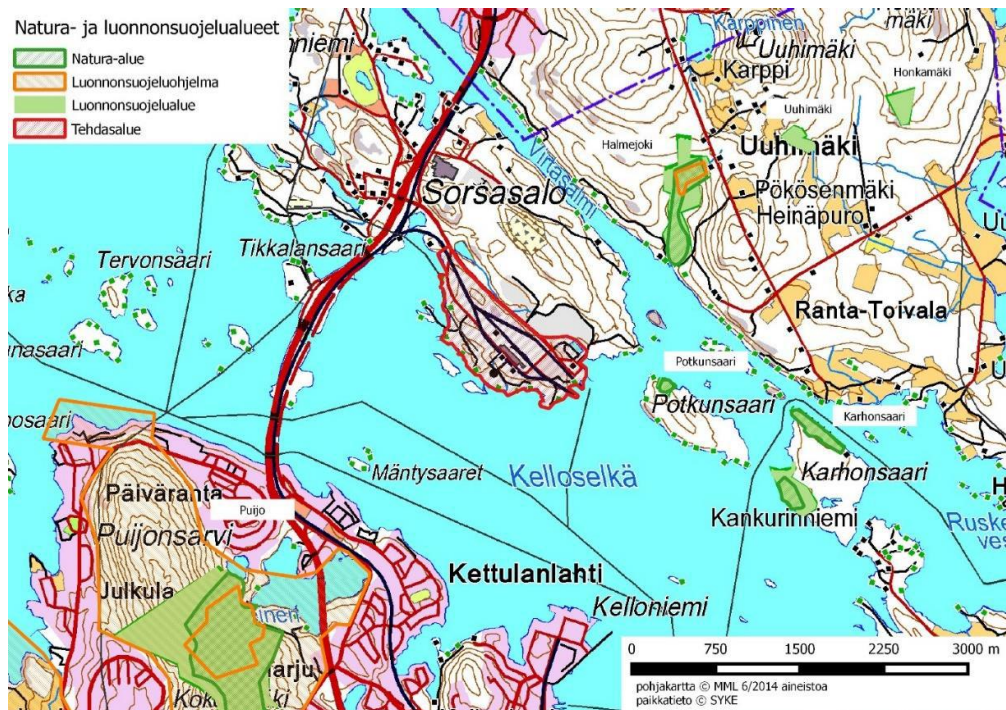 Natura- ja luonnonsuojelualueet
Natura-alue
Luonnonsuojeluohjelma
Luonnonsuojelualue
Tehdasalue
Karppinen
Uuhimäki
Karppi
mäki
Honkamäki
Uuhimäki
Halmejoki
Uuhimäki
Virtasalmi
Sorsasalo
Pökösenmäki
Heinäpuro
Tikkalansaari
Tervonsaari
Ranta-Toivala
Potkunsaari
Potkunsaari
Karhonsaari
Karhonsaari
Mäntysaaret
Kelloselkä
Päiväranta
Puijo
Puijonsarvi
Kankurinniemi
Julkula
Kettulanlahti
Kelloniemi
0 750 1500 2250 3000 m
pohjakartta © MML 6/2014 aineistoa
paikkatieto © SYKE